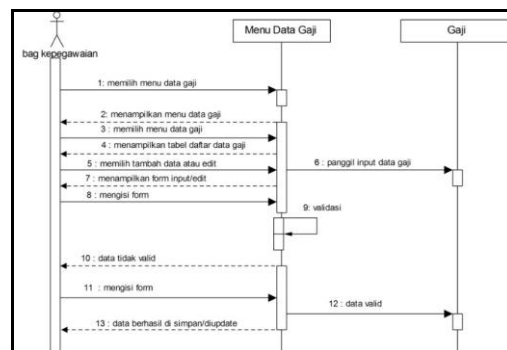 Menu Data Gaji
Gaji
bag kepegawaian
1: memilih menu data gaji
2: menampilkan menu data gaji
3 : memilih menu data gaji
4 : menampilkan tabel daftar data gaji
5 : memilih tambah data atau edit
6 : panggil input data gaji
7 : menampilkan form input/edit
8 : mengisi form
9: validasi
10 : data tidak valid
11 : mengisi form
12 : data valid
13 : data berhasil di simpan/diupdate